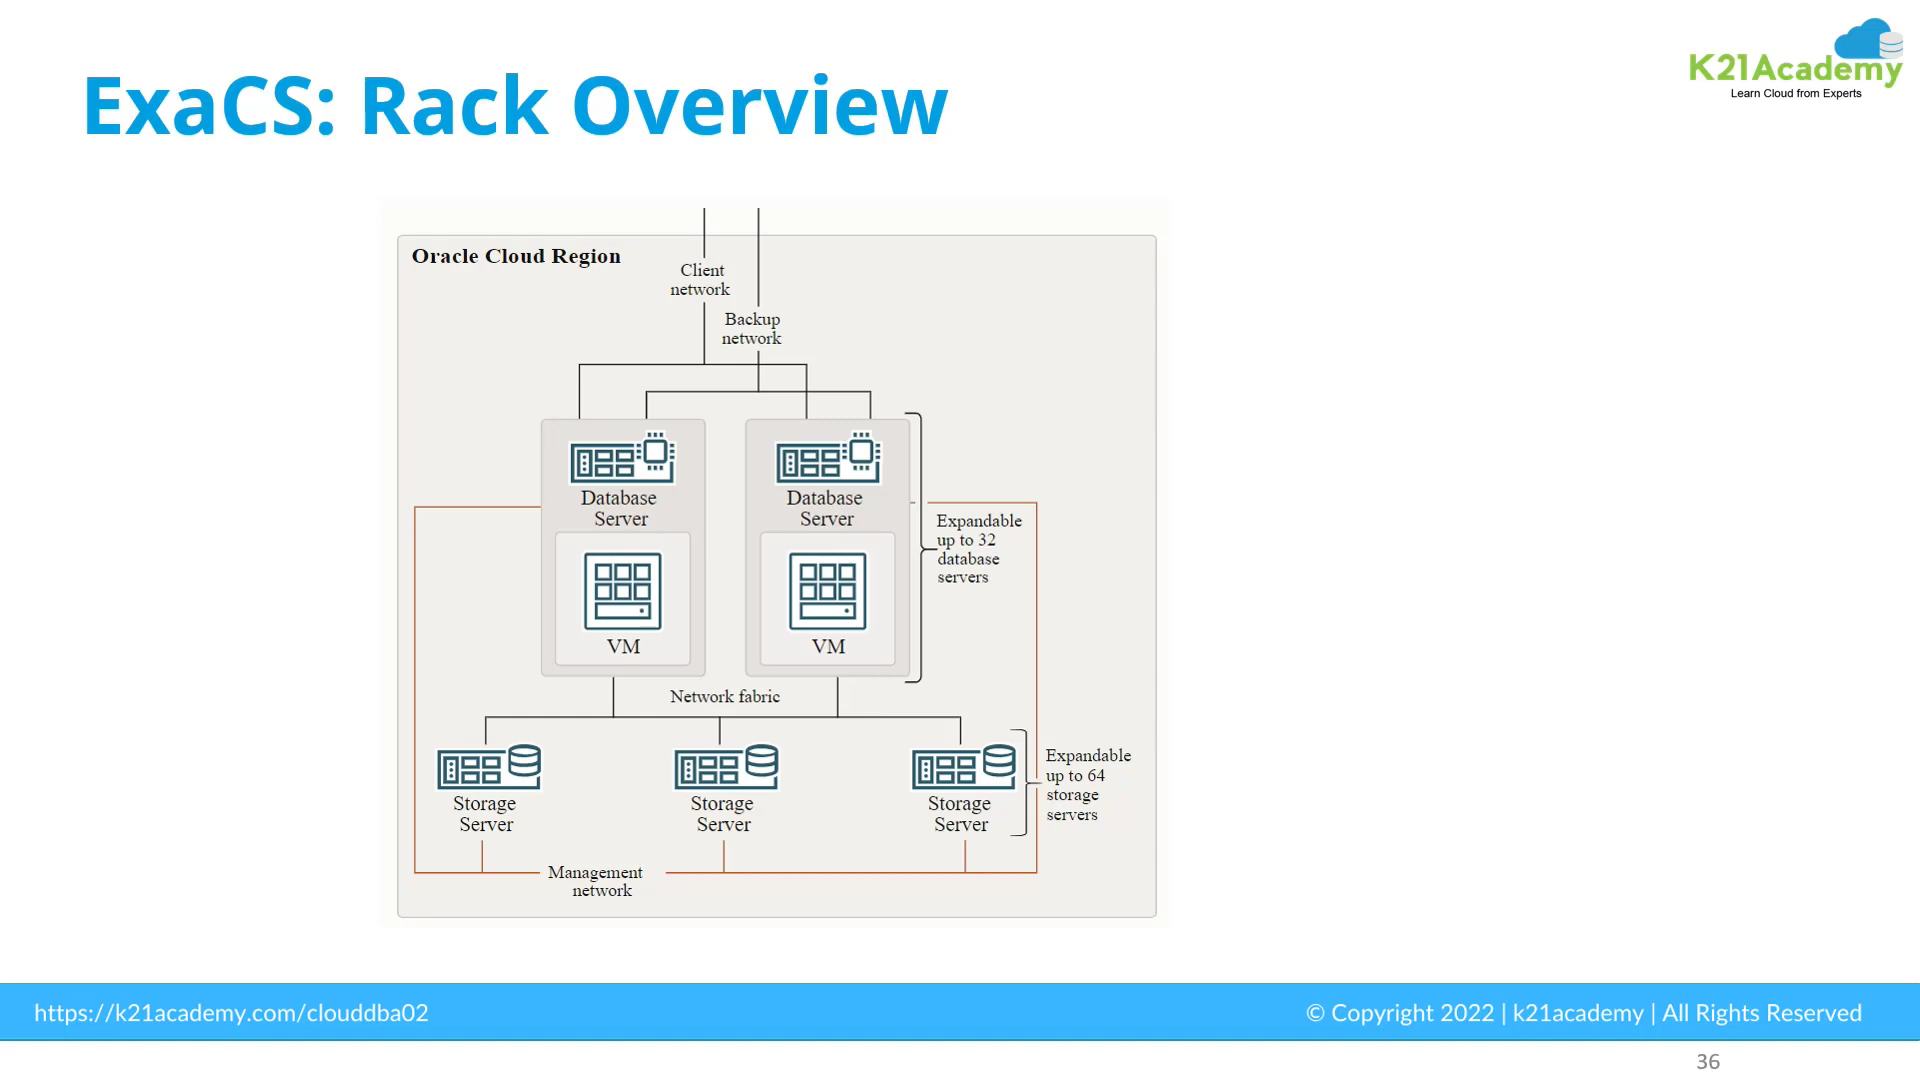 ExaCS: Rack Overview
K21Academy
Learn Cloud from Experts
Oracle Cloud Region
Client
network
Backup
network
Database
Server
VM
Database
Server
VM
Expandable
up to 32
database
servers
Network fabric
Storage
Server
Storage
Server
Storage
Server
Expandable
up to 64
storage
servers
Management
network
https://k21academy.com/clouddba02
© Copyright 2022 | k21academy | All Rights Reserved
36